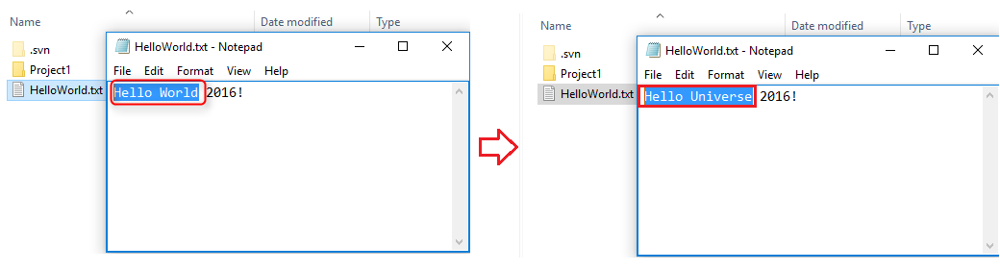 Name Date modified Type
.svn
Project1
HelloWorld.txt
HelloWorld.txt - Notepad
File Edit Format View Help
Hello World 2016!
Name Date modified Type
.svn
Project1
HelloWorld.txt
HelloWorld.txt - Notepad
File Edit Format View Help
Hello Universe 2016!